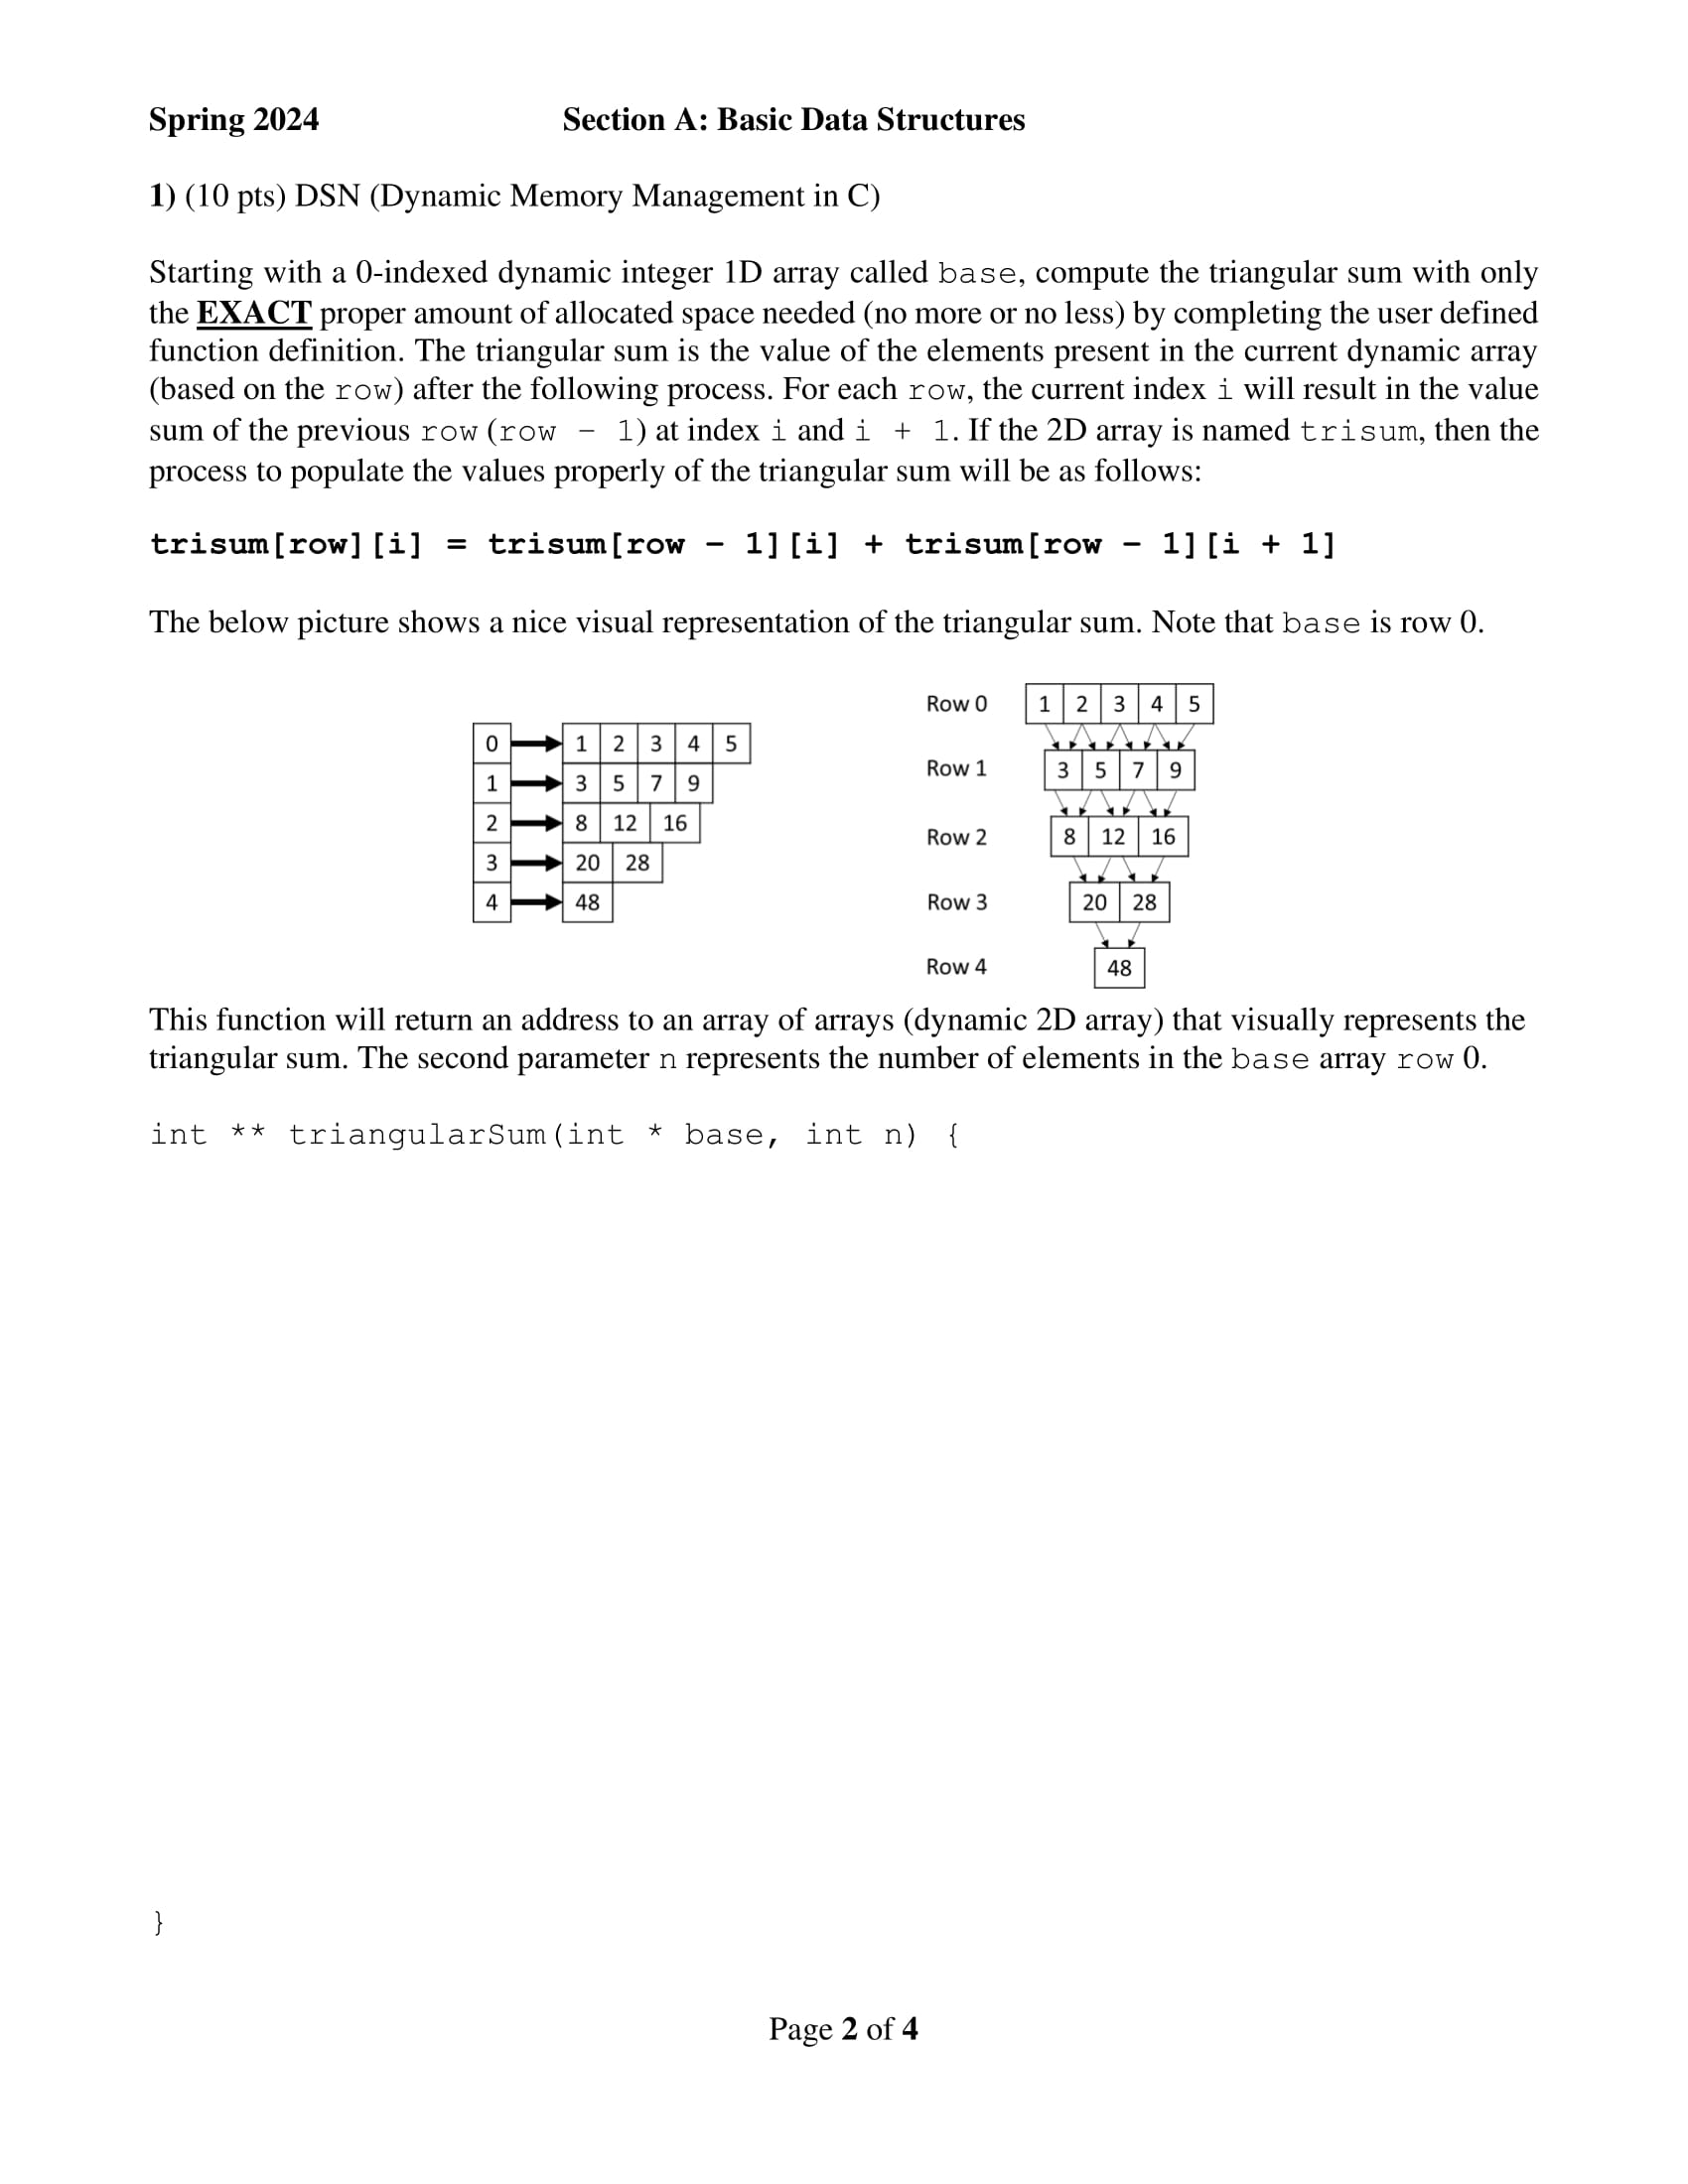 Spring 2024 Section A: Basic Data Structures
1) (10 pts) DSN (Dynamic Memory Management in C)
Starting with a 0-indexed dynamic integer 1D array called base, compute the triangular sum with only
the EXACT proper amount of allocated space needed (no more or no less) by completing the user defined
function definition. The triangular sum is the value of the elements present in the current dynamic array
(based on the row) after the following process. For each row, the current index i will result in the value
sum of the previous row (row - 1) at index i and i + 1. If the 2D array is named trisum, then the
process to populate the values properly of the triangular sum will be as follows:
trisum[row][i] = trisum[row - 1][i] + trisum[row - 1][i + 1]
The below picture shows a nice visual representation of the triangular sum. Note that base is row 0.
0 1 2 3 4 5
1 3 5 7 9
2 8 12 16
3 20 28
4 48
Row 0 1 2 3 4 5
Row 1 3 5 7 9
Row 2 8 12 16
Row 3 20 28
Row 4 48
This function will return an address to an array of arrays (dynamic 2D array) that visually represents the
triangular sum. The second parameter n represents the number of elements in the base array row 0.
int ** triangularSum(int * base, int n) {
}
Page 2 of 4